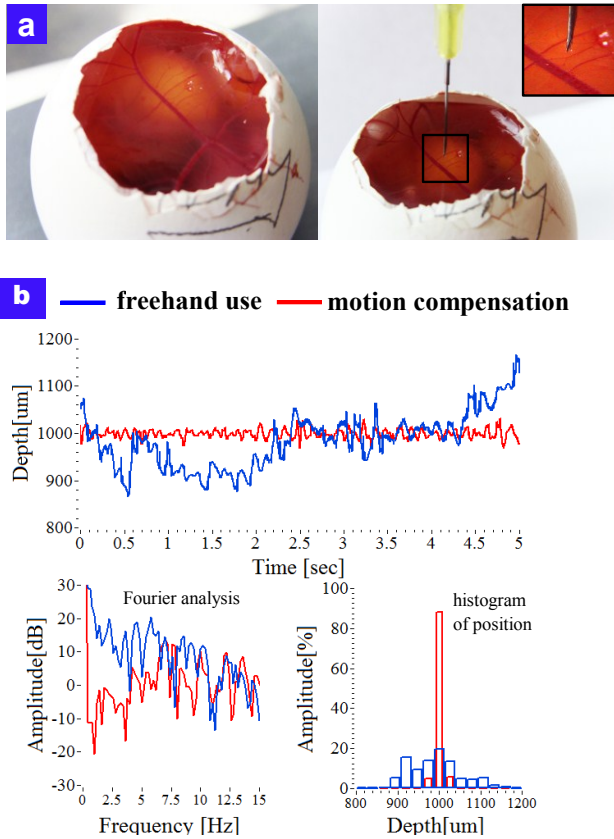 a
b
freehand use
motion compensation
Depth[um]
1200
1100
1000
900
800
0 0.5 1 1.5 2 2.5 3 3.5 4 4.5 5
Time [sec]
Fourier analysis
Amplitude[dB]
30
20
10
0
-10
-20
-30
0 2.5 5 7.5 10 12.5 15
Frequency [Hz]
histogram
of position
Amplitude[%]
100
80
60
40
20
0
800 900 1000 1100 1200
Depth[um]